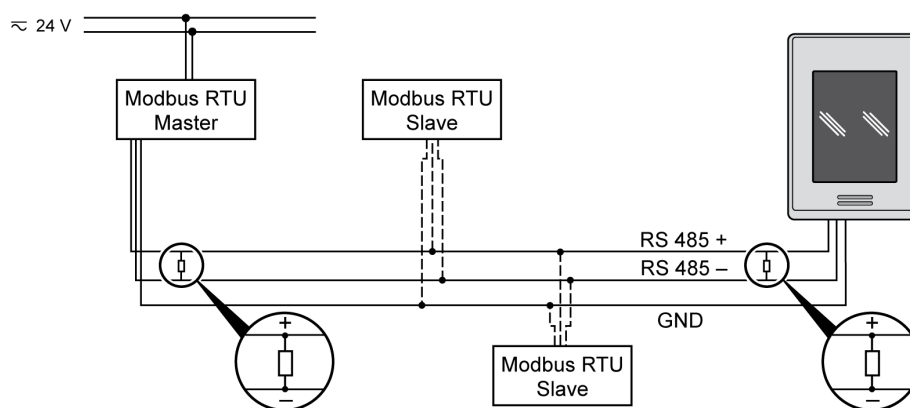 ⏦ 24 V
Modbus RTU
Master
Modbus RTU
Slave
RS 485 +
RS 485 –
GND
Modbus RTU
Slave
+
–
+
–